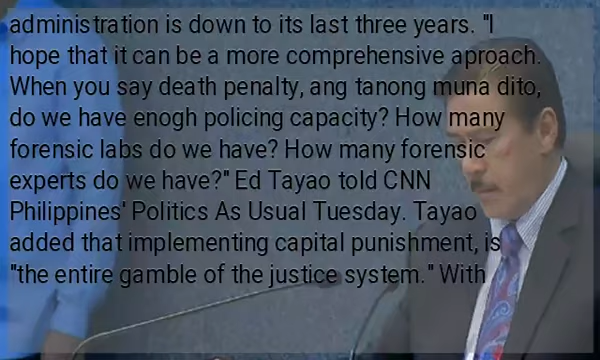 administration is down to its last three years. "I
hope that it can be a more comprehensive aproach.
When you say death penalty, ang tanong muna dito,
do we have enogh policing capacity? How many
forensic labs do we have? How many forensic
experts do we have?" Ed Tayao told CNN
Philippines' Politics As Usual Tuesday. Tayao
added that implementing capital punishment, is
"the entire gamble of the justice system." With